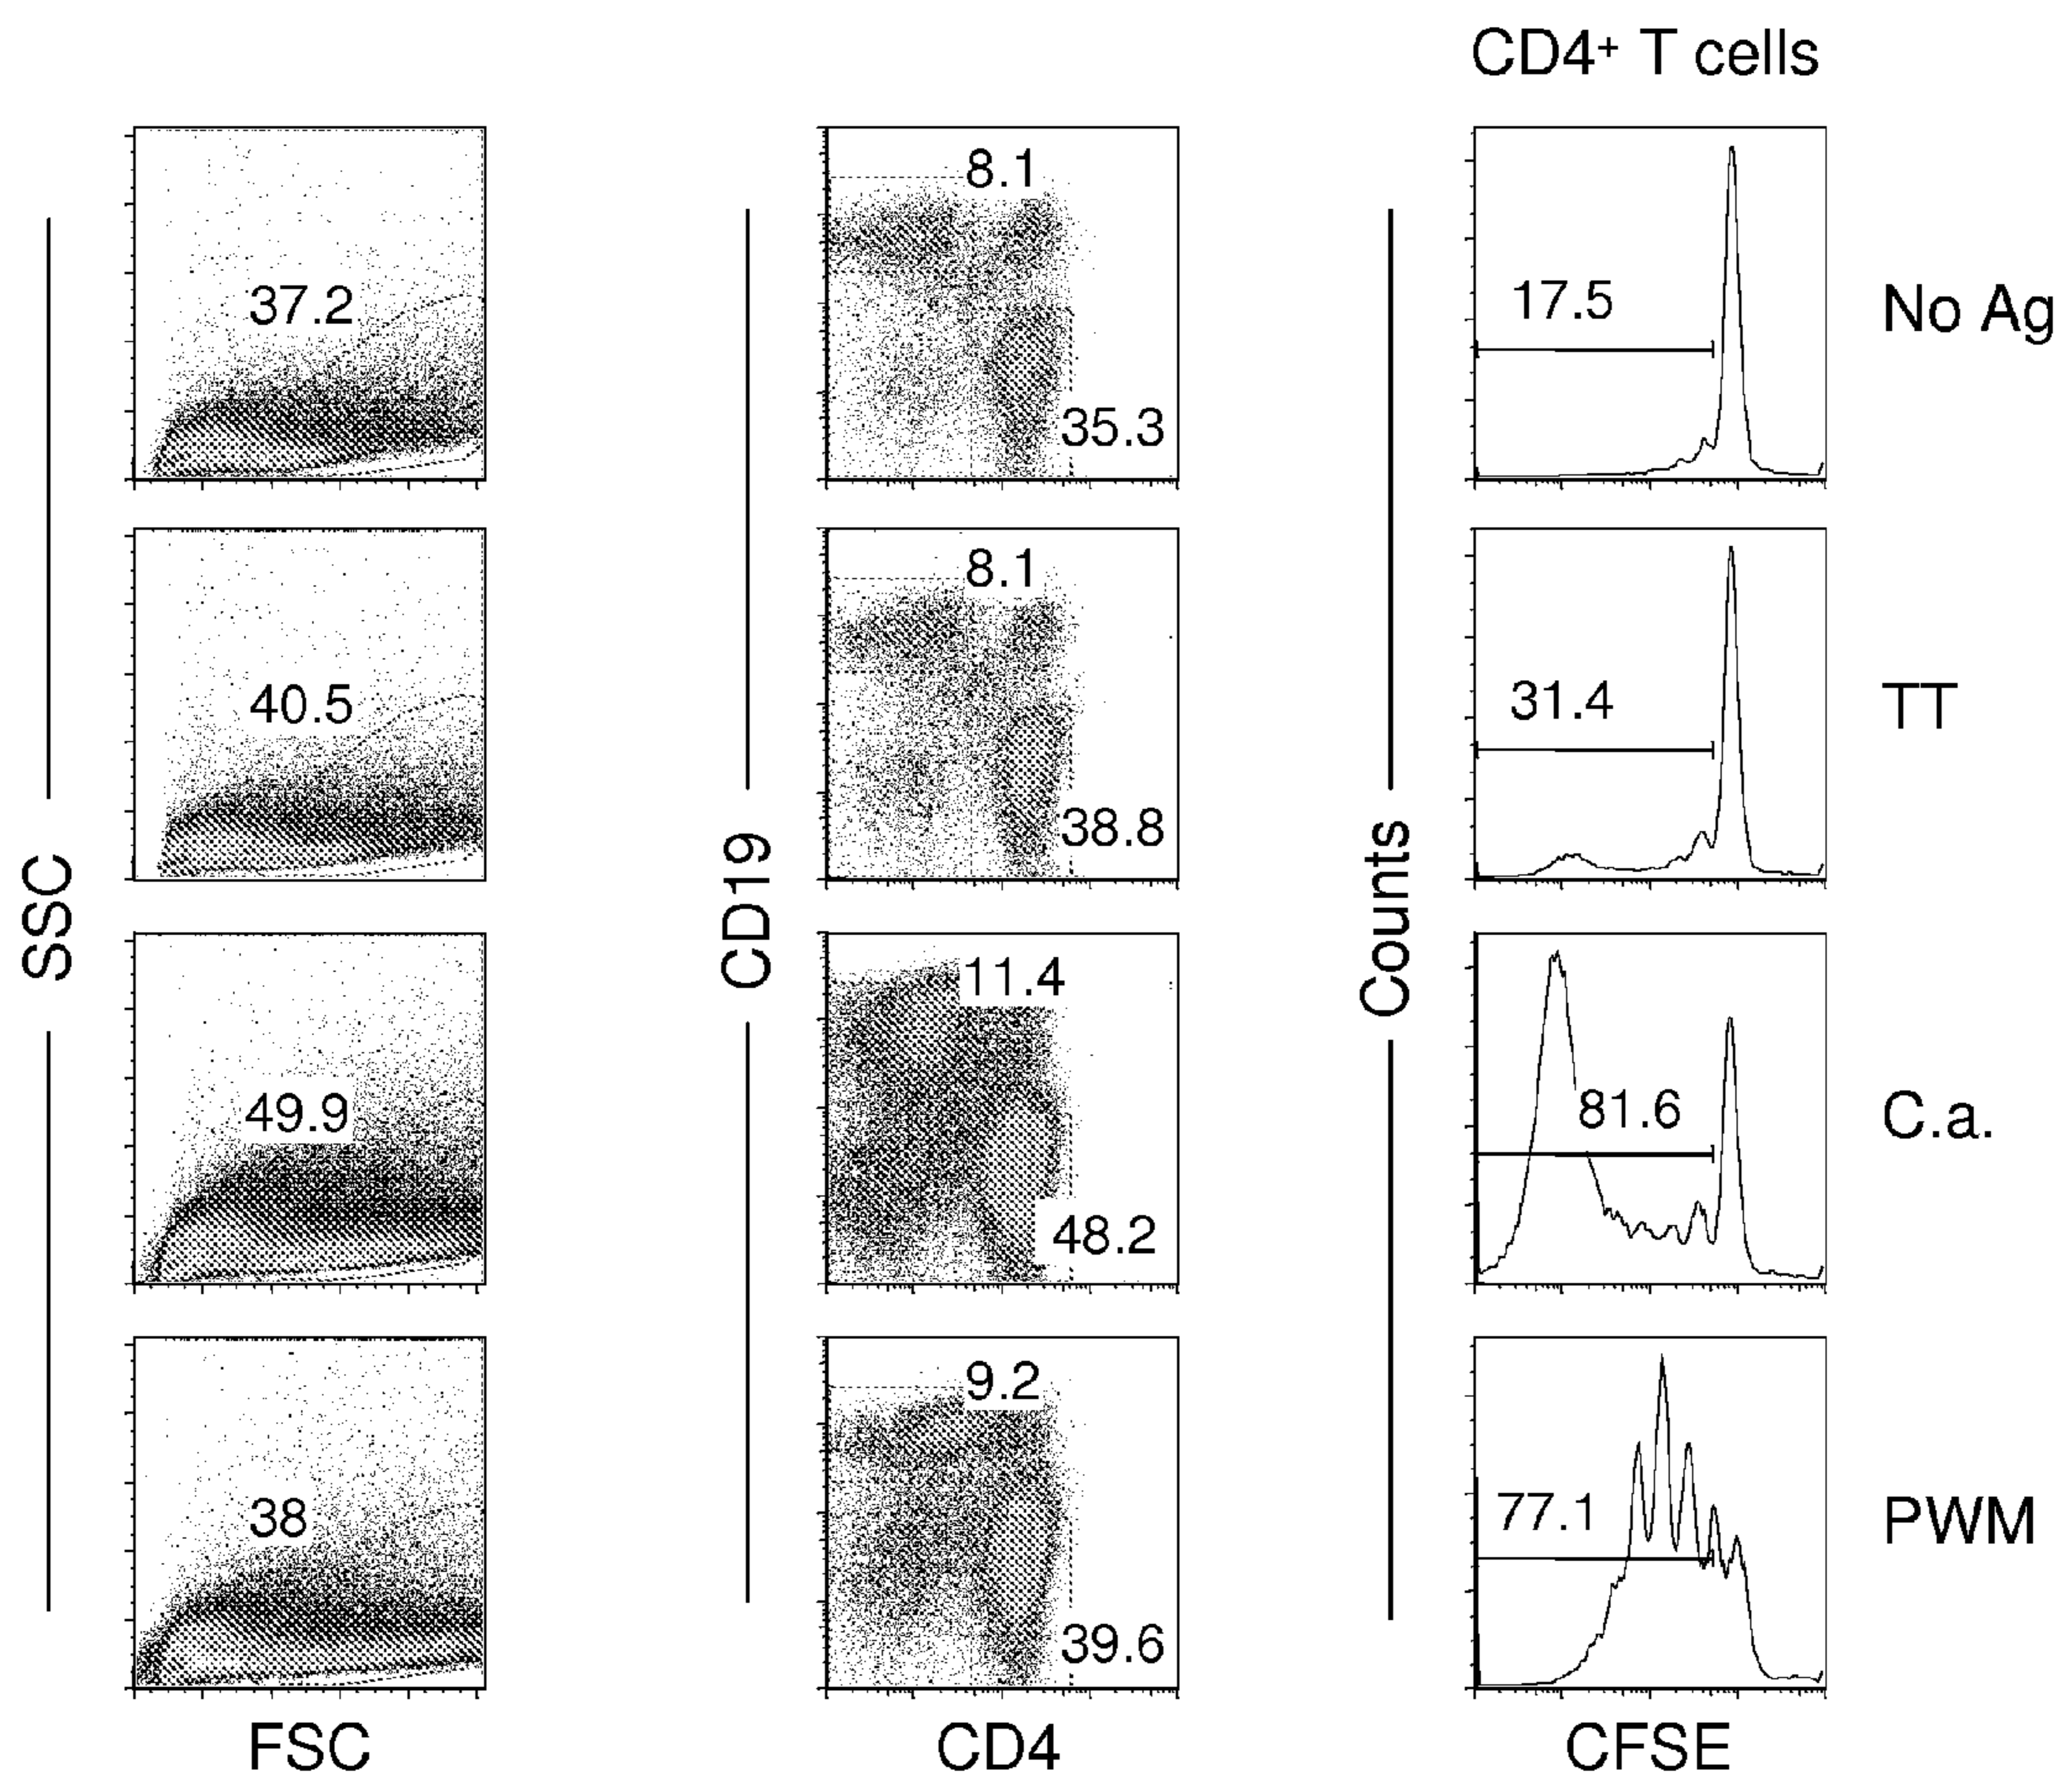 CD4+ T cells
37.2
8.1
35.3
17.5
No Ag
40.5
8.1
38.8
31.4
TT
49.9
11.4
48.2
81.6
C.a.
38
9.2
39.6
77.1
PWM
SSC
CD19
Counts
FSC
CD4
CFSE